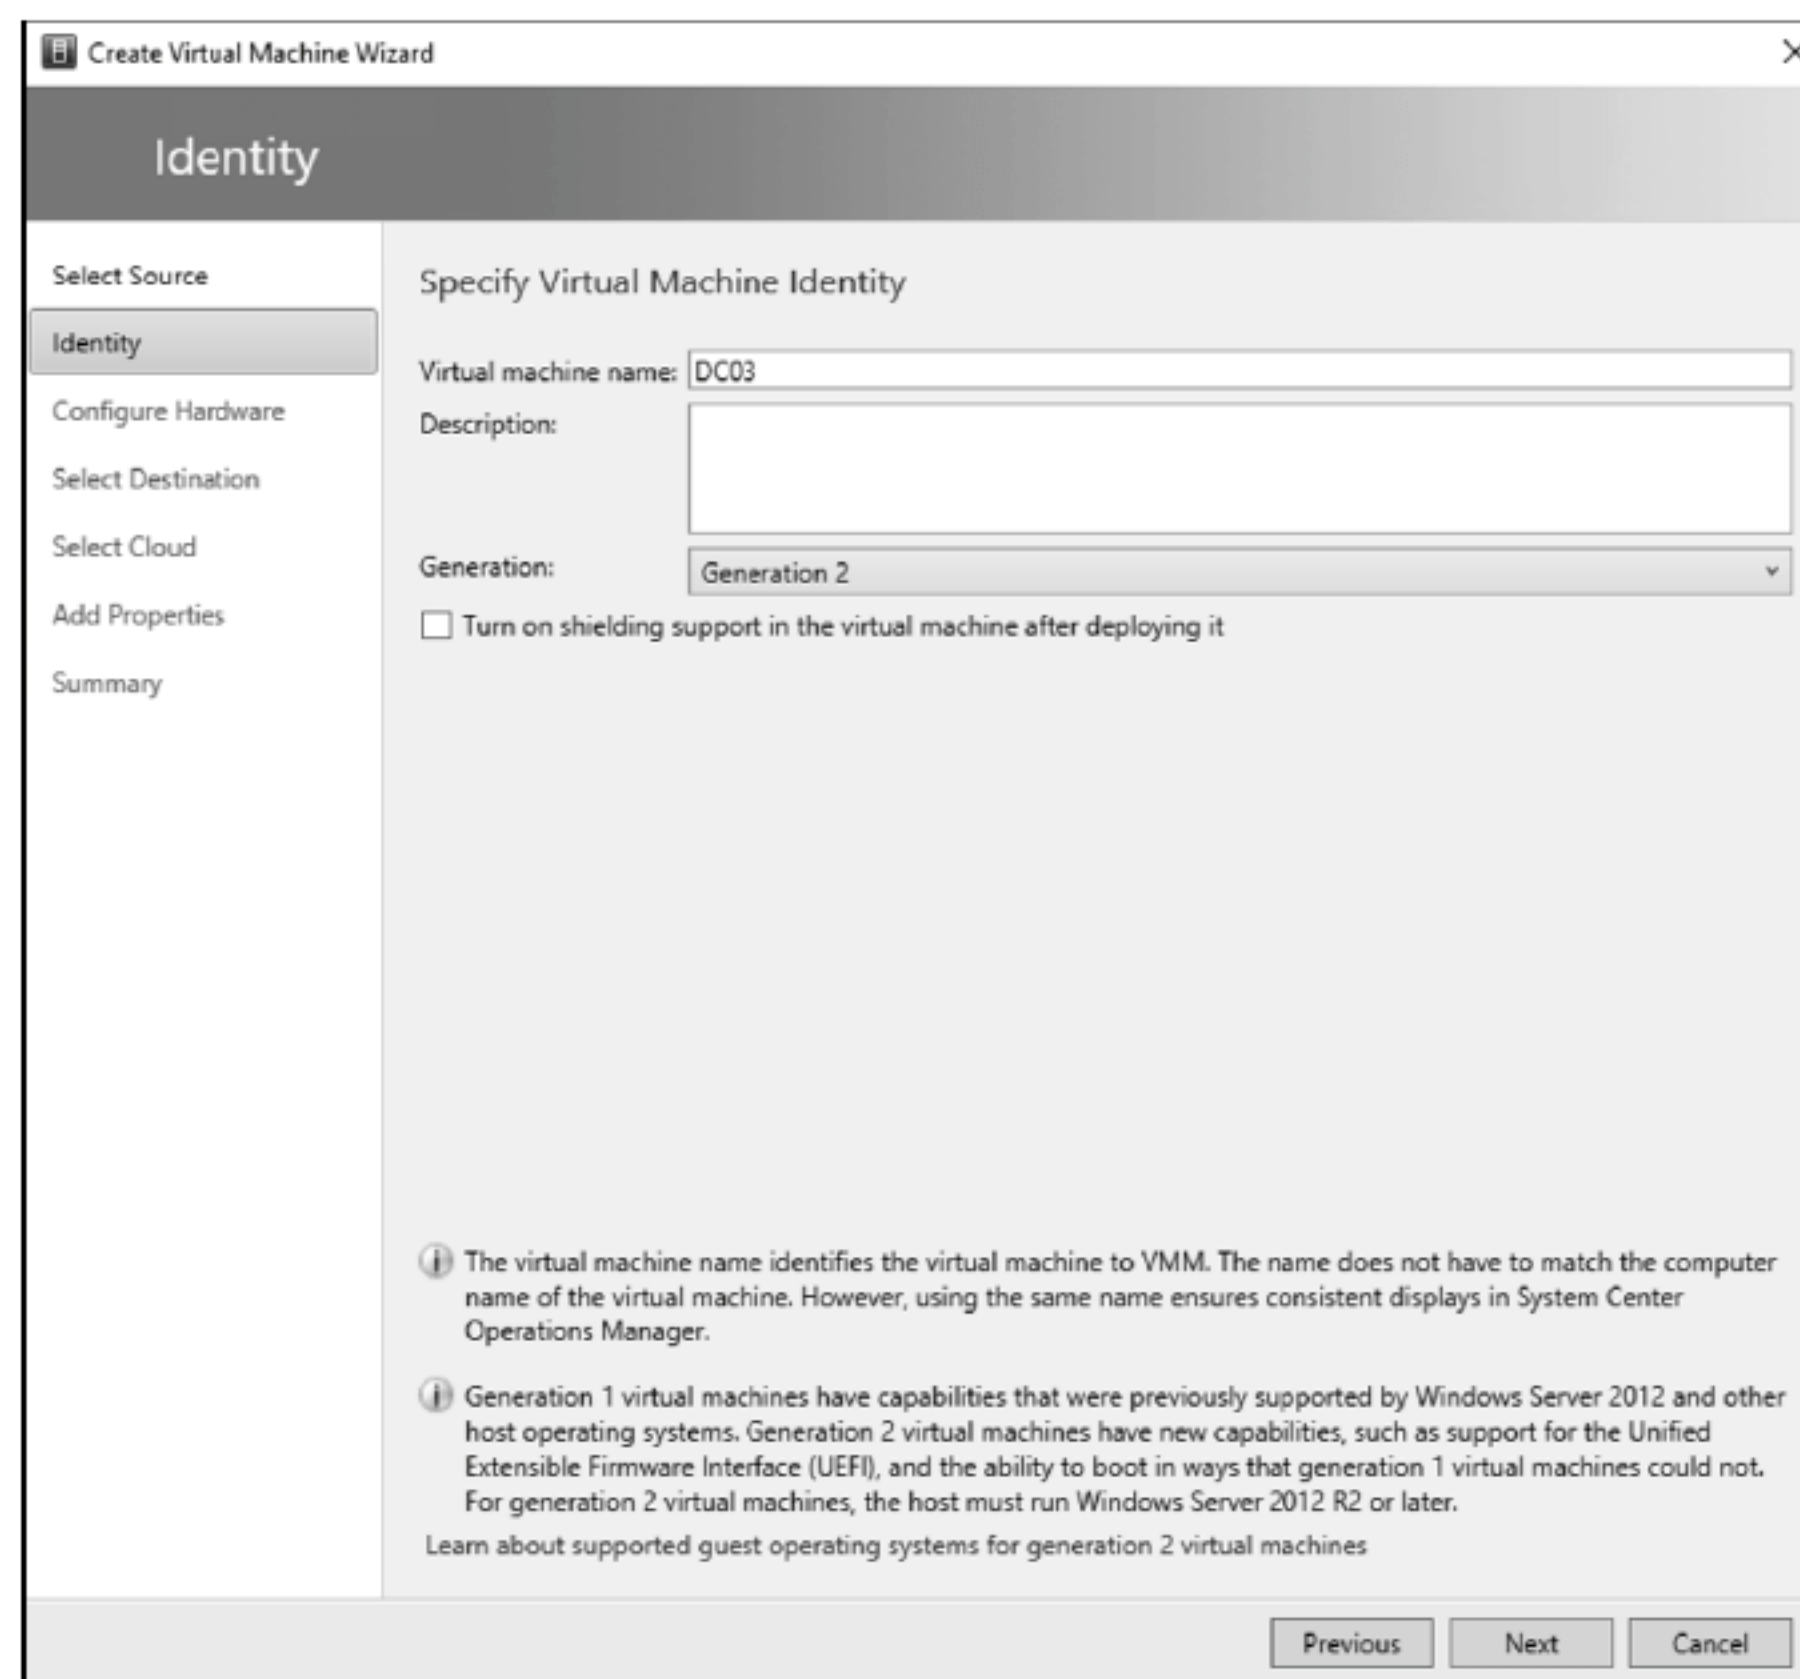 Create Virtual Machine Wizard
Identity
Select Source
Identity
Configure Hardware
Select Destination
Select Cloud
Add Properties
Summary
Specify Virtual Machine Identity
Virtual machine name: DC03
Description:
Generation: Generation 2
Turn on shielding support in the virtual machine after deploying it
The virtual machine name identifies the virtual machine to VMM. The name does not have to match the computer
name of the virtual machine. However, using the same name ensures consistent displays in System Center
Operations Manager.
Generation 1 virtual machines have capabilities that were previously supported by Windows Server 2012 and other
host operating systems. Generation 2 virtual machines have new capabilities, such as support for the Unified
Extensible Firmware Interface (UEFI), and the ability to boot in ways that generation 1 virtual machines could not.
For generation 2 virtual machines, the host must run Windows Server 2012 R2 or later.
Learn about supported guest operating systems for generation 2 virtual machines
Previous Next Cancel